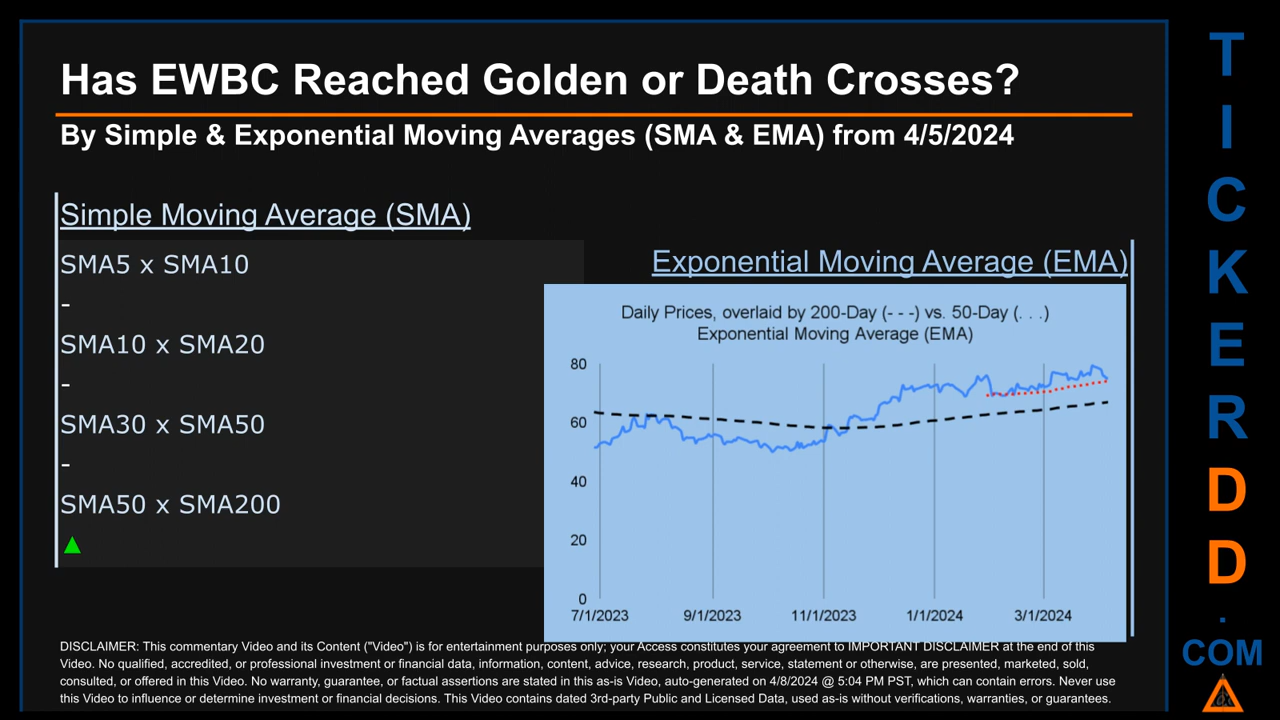 Has EWBC Reached Golden or Death Crosses?
By Simple & Exponential Moving Averages (SMA & EMA) from 4/5/2024
Simple Moving Average (SMA)
SMA5 x SMA10
-
SMA10 x SMA20
-
SMA30 x SMA50
-
SMA50 x SMA200
▲
Exponential Moving Average (EMA)
Daily Prices, overlaid by 200-Day (- - -) vs. 50-Day (. . .)
Exponential Moving Average (EMA)
80
60
40
20
0
7/1/2023 9/1/2023 11/1/2023 1/1/2024 3/1/2024
DISCLAIMER: This commentary Video and its Content ("Video") is for entertainment purposes only; your Access constitutes your agreement to IMPORTANT DISCLAIMER at the end of this
Video. No qualified, accredited, or professional investment or financial data, information, content, advice, research, product, service, statement or otherwise, are presented, marketed, sold,
consulted, or offered in this Video. No warranty, guarantee, or factual assertions are stated in this as-is Video, auto-generated on 4/8/2024 @ 5:04 PM PST, which can contain errors. Never use
this Video to influence or determine investment or financial decisions. This Video contains dated 3rd-party Public and Licensed Data, used as-is without verifications, warranties, or guarantees.
T
I
C
K
E
R
D
D
.
COM